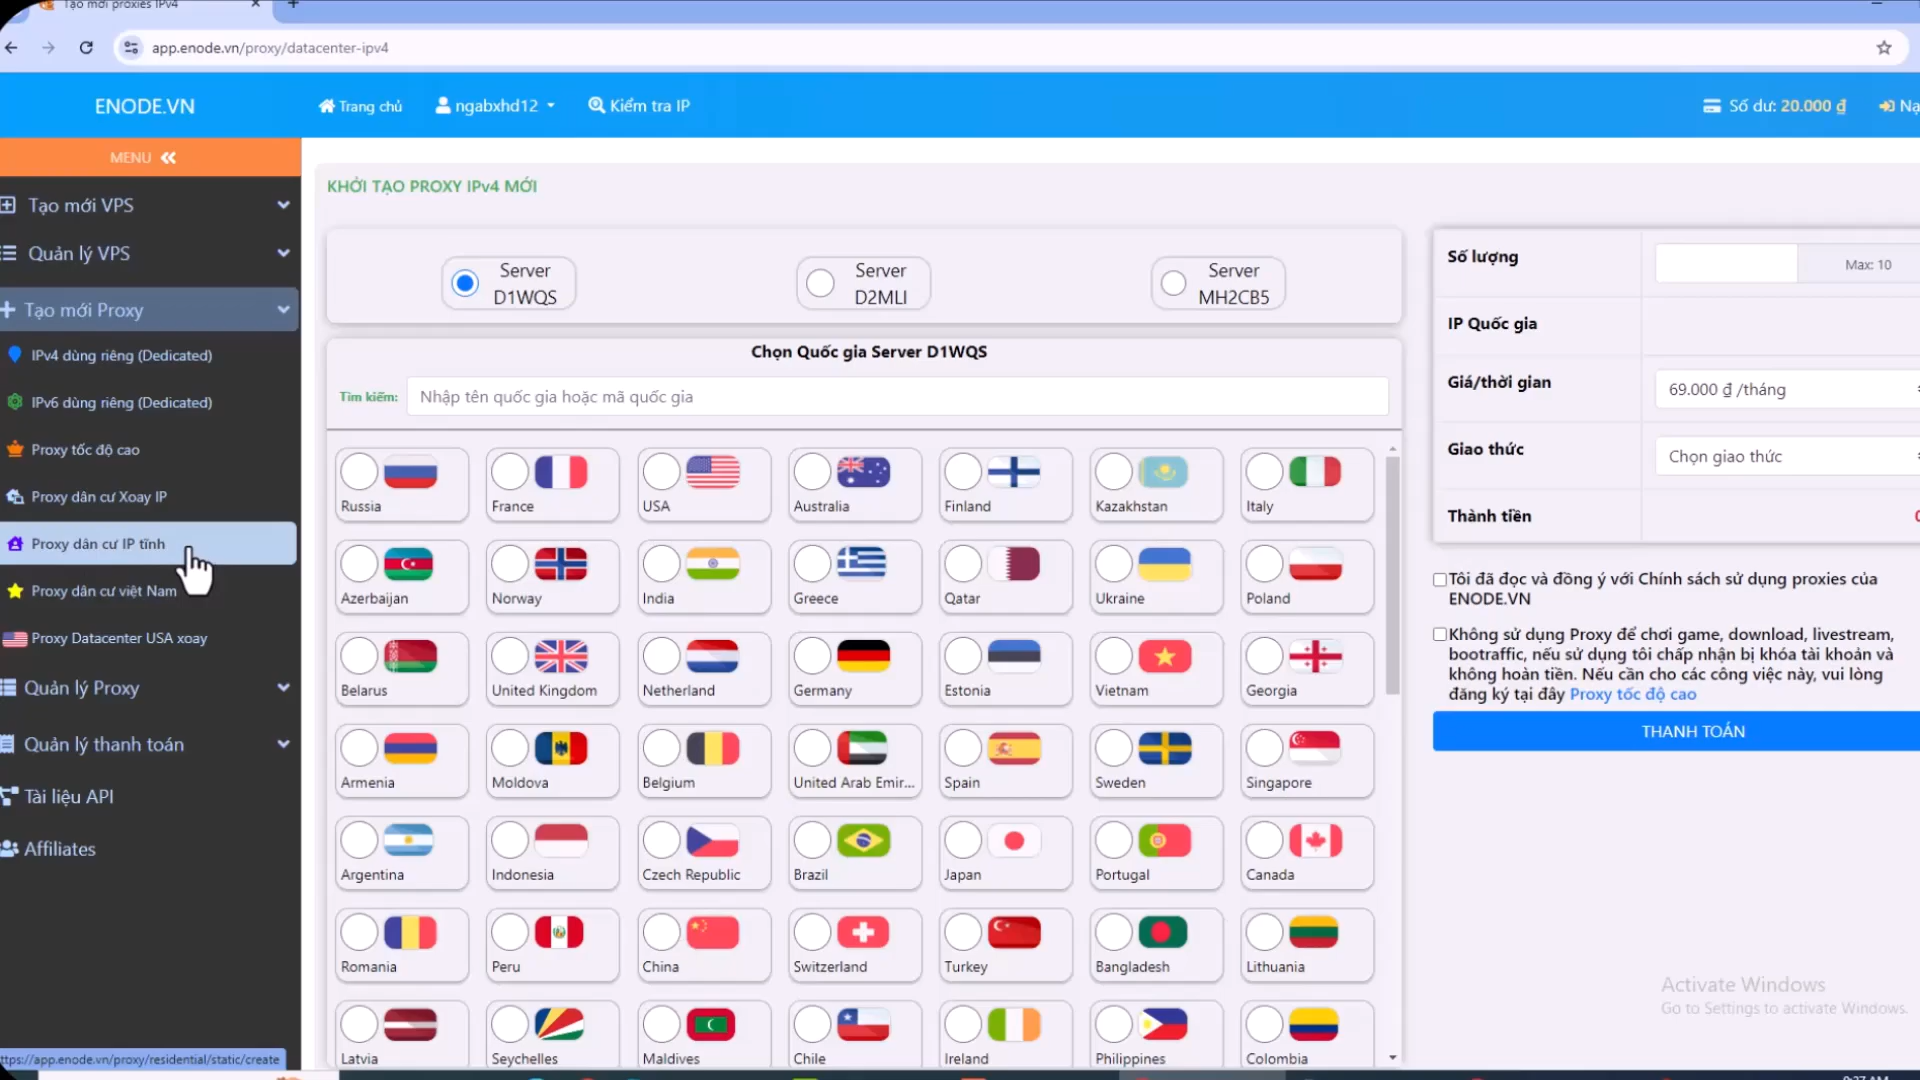 Tạo mới proxies IPv4
app.enode.vn/proxy/datacenter-ipv4
ENODE.VN
Trang chủ
ngabxhd12
Kiểm tra IP
Số dư: 20.000 ₫
MENU
Tạo mới VPS
Quản lý VPS
Tạo mới Proxy
IPv4 dùng riêng (Dedicated)
IPv6 dùng riêng (Dedicated)
Proxy tốc độ cao
Proxy dân cư Xoay IP
Proxy dân cư IP tĩnh
Proxy dân cư việt Nam
Proxy Datacenter USA xoay
Quản lý Proxy
Quản lý thanh toán
Tài liệu API
Affiliates
ttps://app.enode.vn/proxy/residential/static/create
KHỞI TẠO PROXY IPv4 MỚI
Server D1WQS
Server D2MLI
Server MH2CB5
Chọn Quốc gia Server D1WQS
Tìm kiếm:
Nhập tên quốc gia hoặc mã quốc gia
Russia
France
USA
Australia
Finland
Kazakhstan
Italy
Azerbaijan
Norway
India
Greece
Qatar
Ukraine
Poland
Belarus
United Kingdom
Netherland
Germany
Estonia
Vietnam
Georgia
Armenia
Moldova
Belgium
United Arab Emir...
Spain
Sweden
Singapore
Argentina
Indonesia
Czech Republic
Brazil
Japan
Portugal
Canada
Romania
Peru
China
Switzerland
Turkey
Bangladesh
Lithuania
Latvia
Seychelles
Maldives
Chile
Ireland
Philippines
Colombia
Số lượng
Max: 10
IP Quốc gia
Giá/thời gian
69.000 ₫ /tháng
Giao thức
Chọn giao thức
Thành tiền
Tôi đã đọc và đồng ý với Chính sách sử dụng proxies của
ENODE.VN
Không sử dụng Proxy để chơi game, download, livestream,
bootraffic, nếu sử dụng tôi chấp nhận bị khóa tài khoản và
không hoàn tiền. Nếu cần cho các công việc này, vui lòng
đăng ký tại đây Proxy tốc độ cao
THANH TOÁN
Activate Windows
Go to Settings to activate Windows.